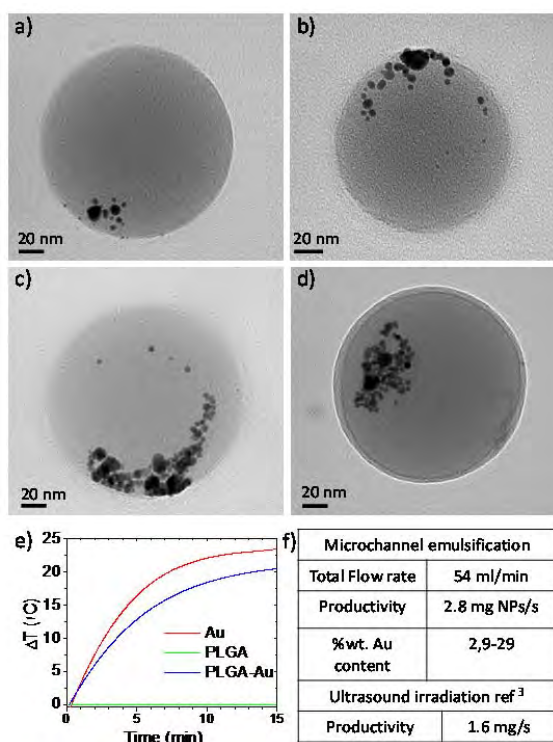 a)
b)
20 nm
20 nm
c)
d)
20 nm
20 nm
e)
25
20
15
10
5
0
ΔT (°C)
Au
PLGA
PLGA-Au
0 5 10 15
Time (min)
f)
Microchannel emulsification
Total Flow rate 54 ml/min
Productivity 2.8 mg NPs/s
%wt. Au content 2,9-29
Ultrasound irradiation ref 3
Productivity 1.6 mg/s